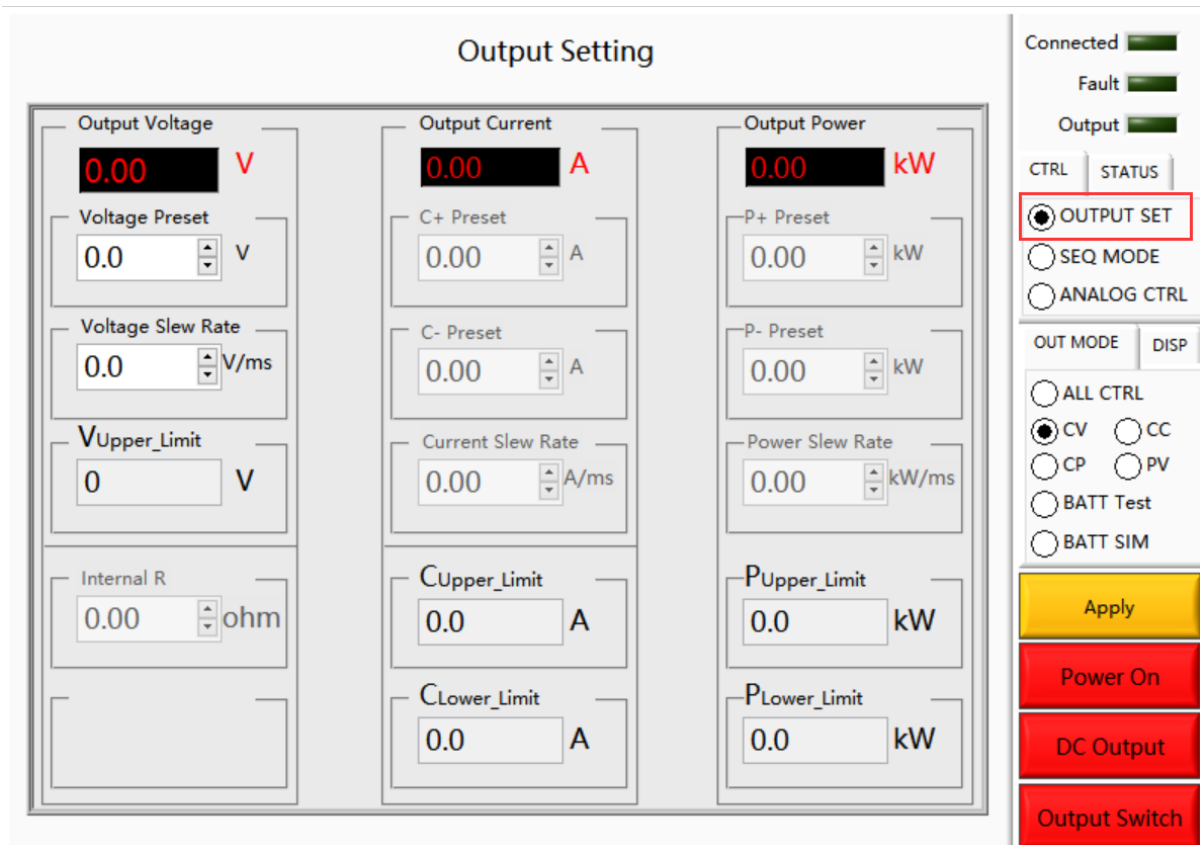 Output Setting
Output Voltage
0.00 V
Voltage Preset
0.0 V
Voltage Slew Rate
0.0 V/ms
VUpper_Limit
0 V
Internal R
0.00 ohm
Output Current
0.00 A
C+ Preset
0.00 A
C- Preset
0.00 A
Current Slew Rate
0.00 A/ms
CUpper_Limit
0.0 A
CLower_Limit
0.0 A
Output Power
0.00 kW
P+ Preset
0.00 kW
P- Preset
0.00 kW
Power Slew Rate
0.00 kW/ms
PUpper_Limit
0.0 kW
PLower_Limit
0.0 kW
Connected
Fault
Output
CTRL STATUS
OUTPUT SET
SEQ MODE
ANALOG CTRL
OUT MODE DISP
ALL CTRL
CV CC
CP PV
BATT Test
BATT SIM
Apply
Power On
DC Output
Output Switch